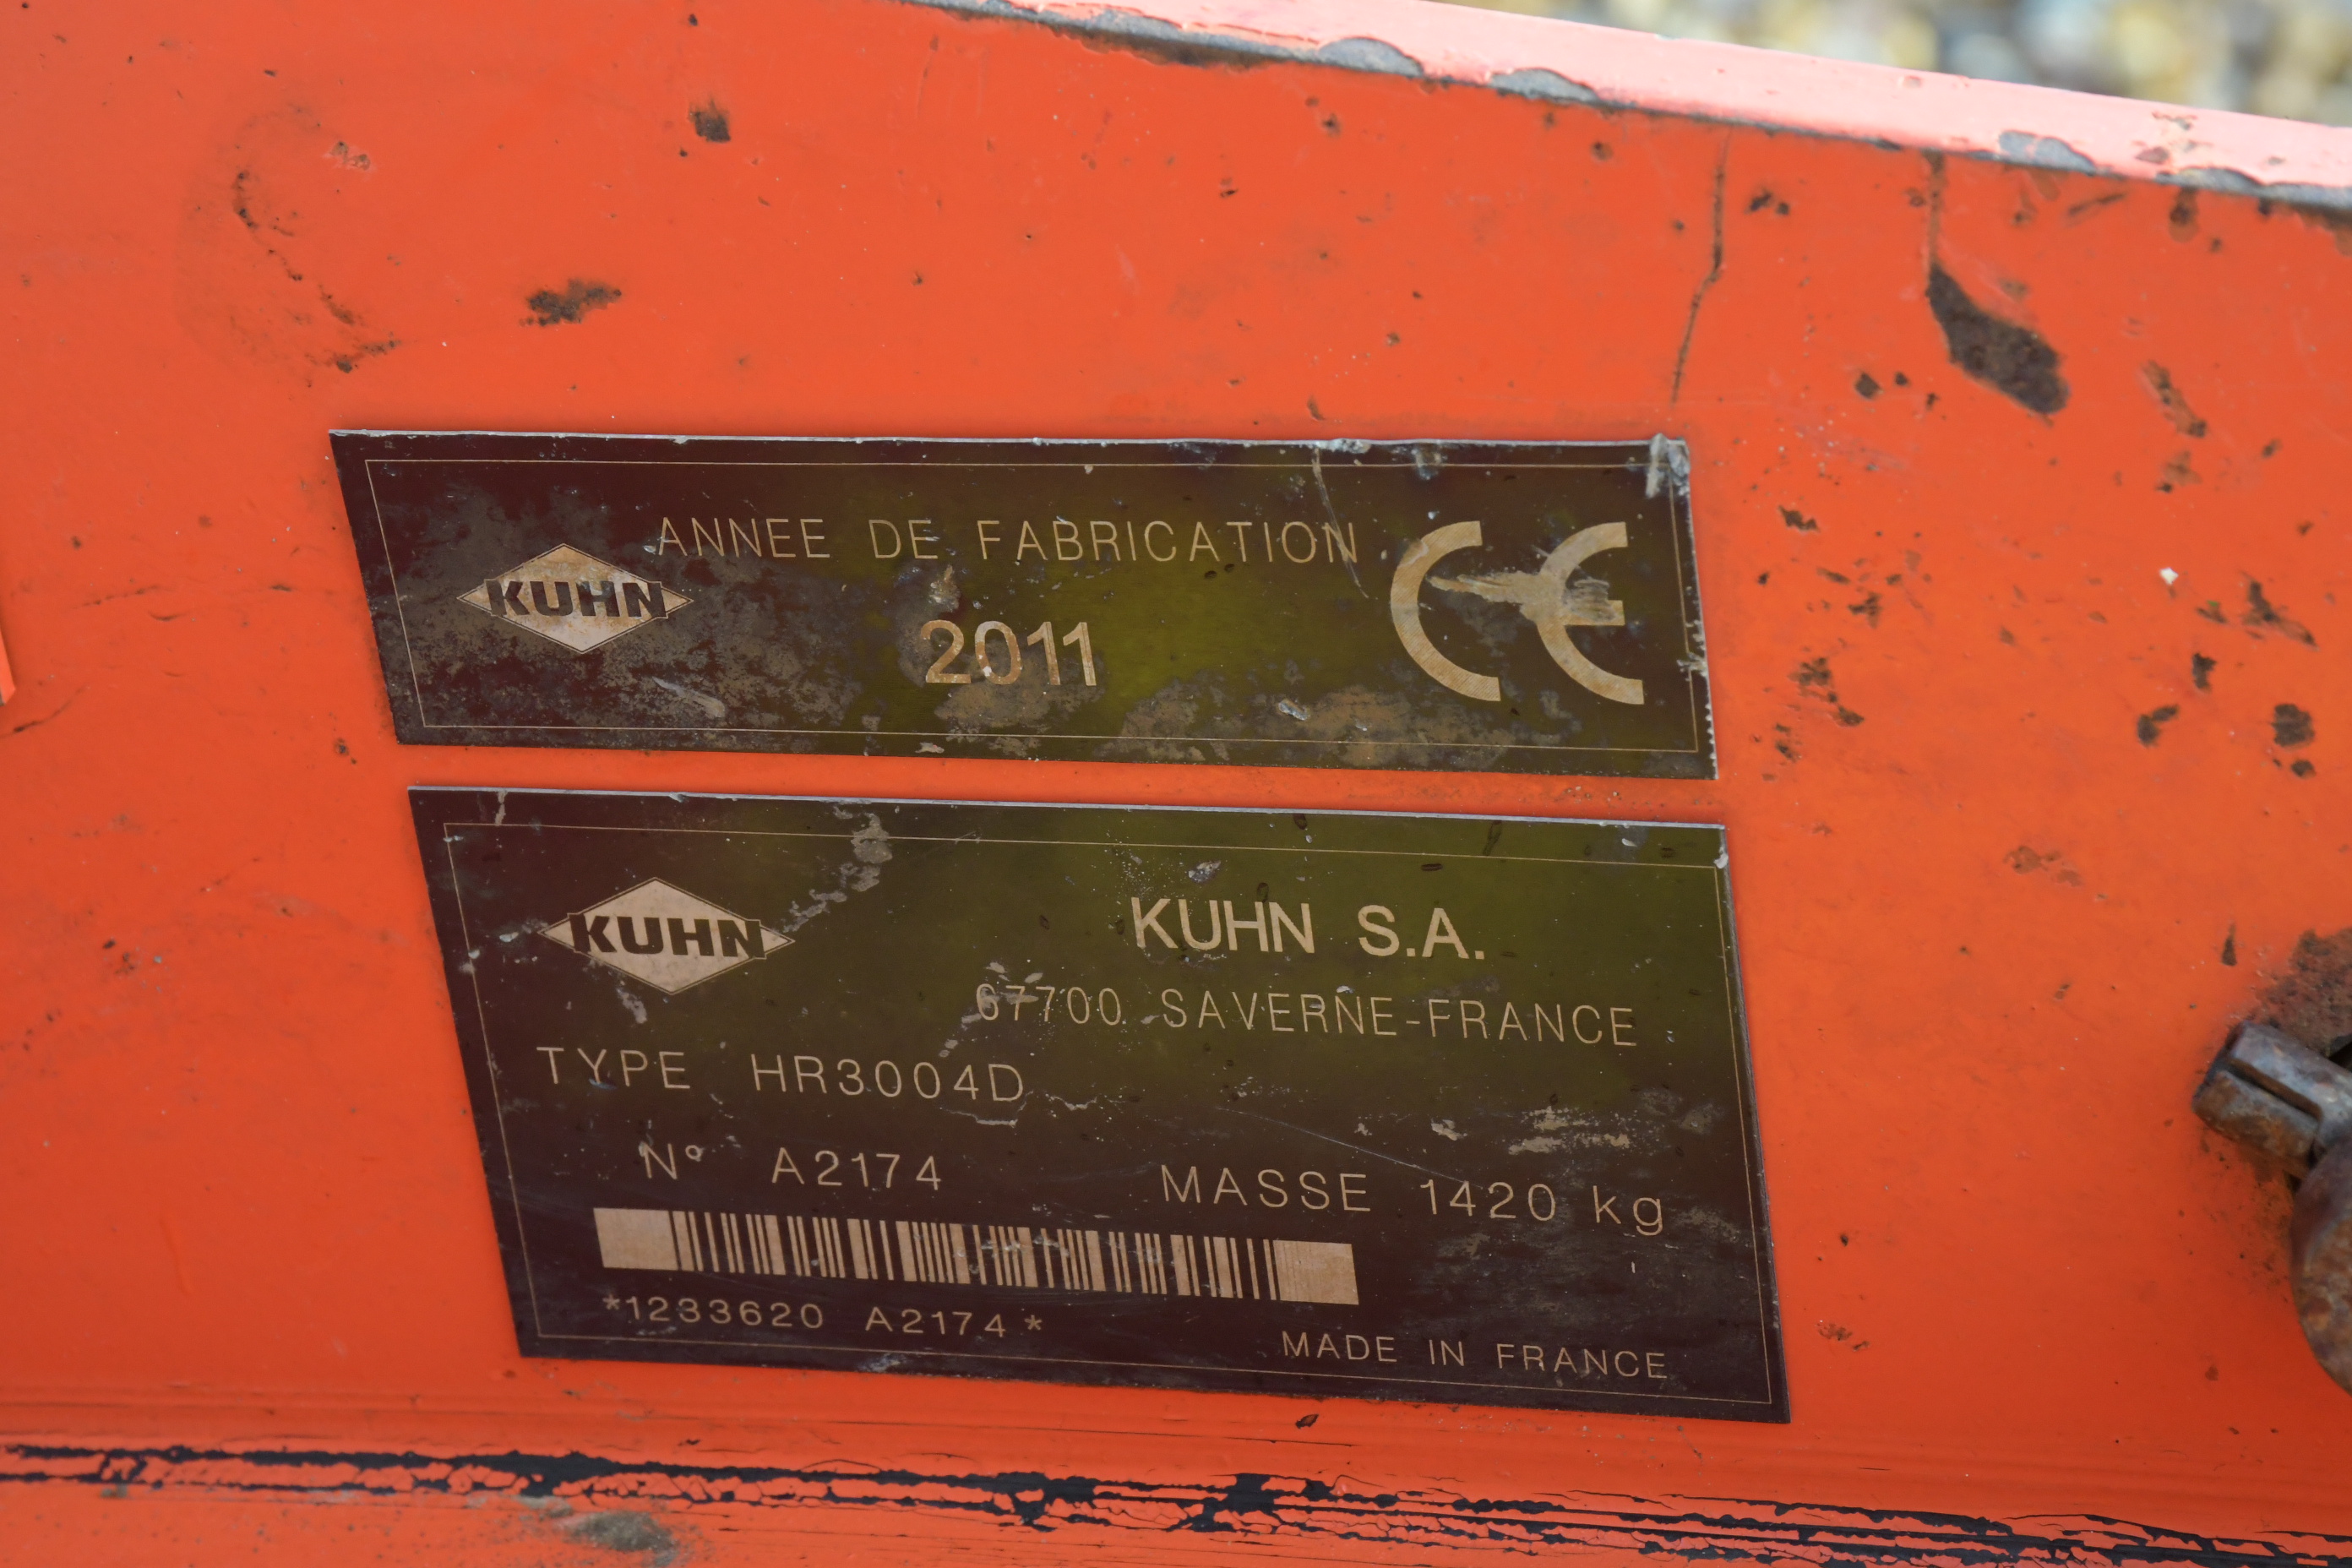 ANNEE DE FABRICATION
KUHN
2011
CE
KUHN
KUHN S.A.
67700 SAVERNE-FRANCE
TYPE HR3004D
N° A2174 MASSE 1420 kg
*1233620 A2174*
MADE IN FRANCE